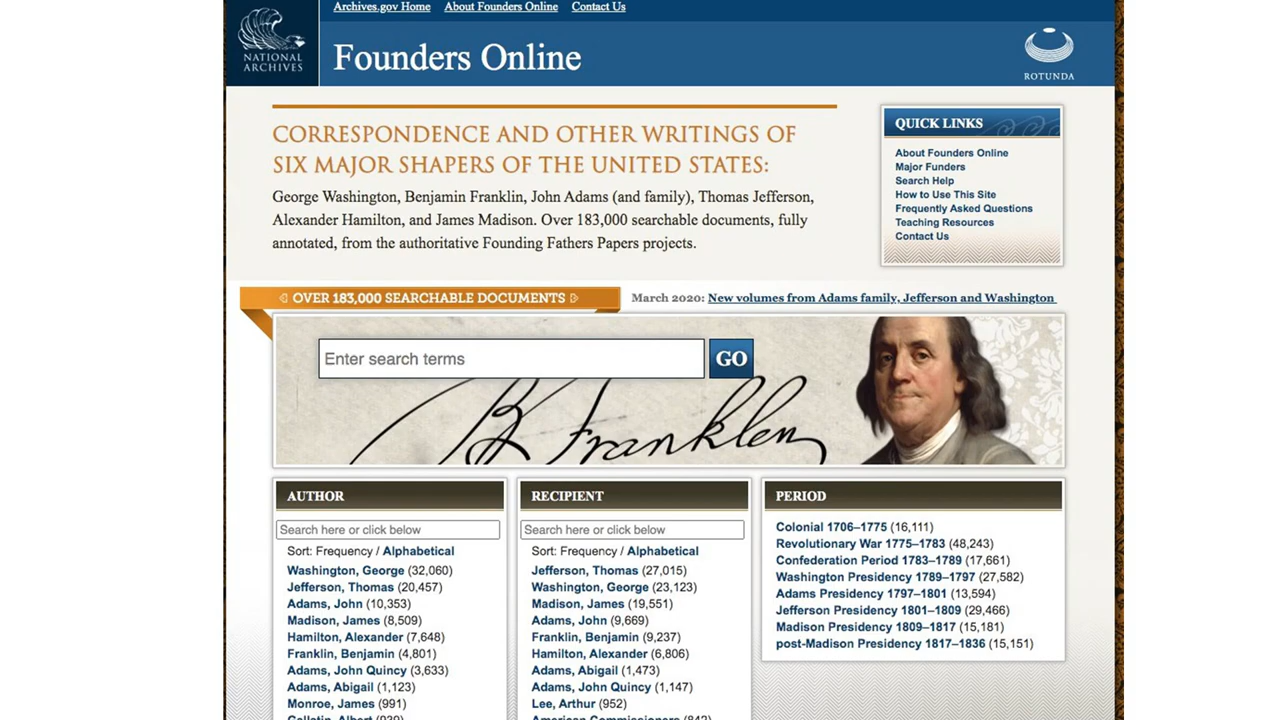 Archives.gov Home About Founders Online Contact Us
NATIONAL
ARCHIVES
Founders Online
ROTUNDA
CORRESPONDENCE AND OTHER WRITINGS OF
SIX MAJOR SHAPERS OF THE UNITED STATES:
George Washington, Benjamin Franklin, John Adams (and family), Thomas Jefferson,
Alexander Hamilton, and James Madison. Over 183,000 searchable documents, fully
annotated, from the authoritative Founding Fathers Papers projects.
QUICK LINKS
About Founders Online
Major Funders
Search Help
How to Use This Site
Frequently Asked Questions
Teaching Resources
Contact Us
OVER 183,000 SEARCHABLE DOCUMENTS
March 2020: New volumes from Adams family, Jefferson and Washington
Enter search terms
GO
B Franklin
AUTHOR
Search here or click below
Sort: Frequency / Alphabetical
Washington, George (32,060)
Jefferson, Thomas (20,457)
Adams, John (10,353)
Madison, James (8,509)
Hamilton, Alexander (7,648)
Franklin, Benjamin (4,801)
Adams, John Quincy (3,633)
Adams, Abigail (1,123)
Monroe, James (991)
Gallatin, Albert (939)
RECIPIENT
Search here or click below
Sort: Frequency / Alphabetical
Jefferson, Thomas (27,015)
Washington, George (23,123)
Madison, James (19,551)
Adams, John (9,669)
Franklin, Benjamin (9,237)
Hamilton, Alexander (6,806)
Adams, Abigail (1,473)
Adams, John Quincy (1,147)
Lee, Arthur (952)
American Commissioners (842)
PERIOD
Colonial 1706–1775 (16,111)
Revolutionary War 1775–1783 (48,243)
Confederation Period 1783–1789 (17,661)
Washington Presidency 1789–1797 (27,582)
Adams Presidency 1797–1801 (13,594)
Jefferson Presidency 1801–1809 (29,466)
Madison Presidency 1809–1817 (15,181)
post-Madison Presidency 1817–1836 (15,151)